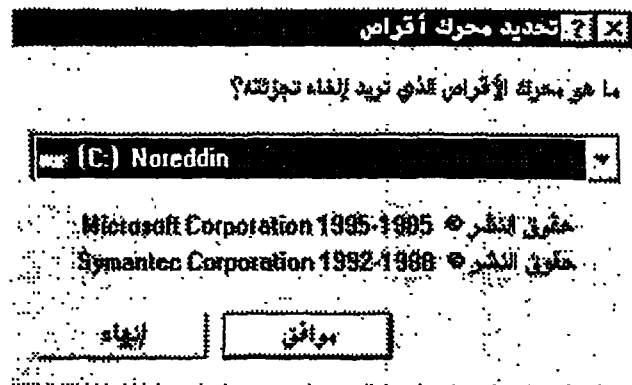 تحديد محرك أقراص
ما هو محرك الأقراص الذي تريد إلغاء تجزئته؟
(C:) Noreddin
حقوق النشر © Microsoft Corporation 1995-1985
حقوق النشر © Symantec Corporation 1992-1988
موافق
إنهاء